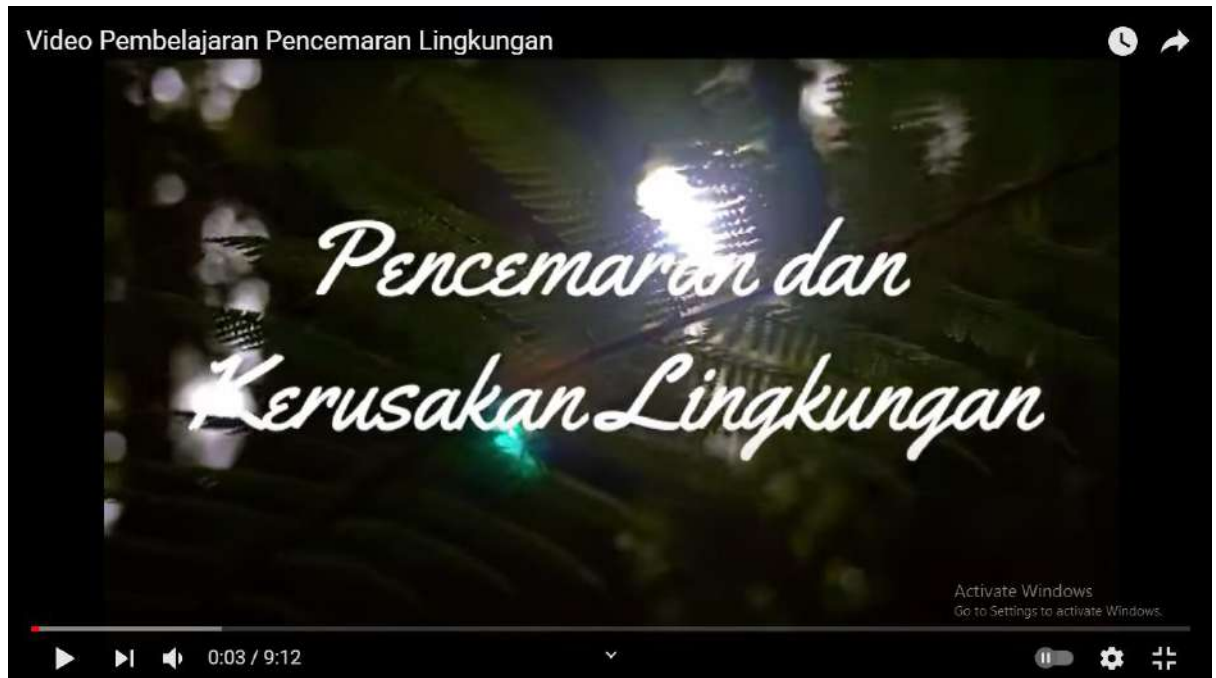 Video Pembelajaran Pencemaran Lingkungan
Pencemaran dan
Kerusakan Lingkungan
Activate Windows
Go to Settings to activate Windows.
0:03 / 9:12